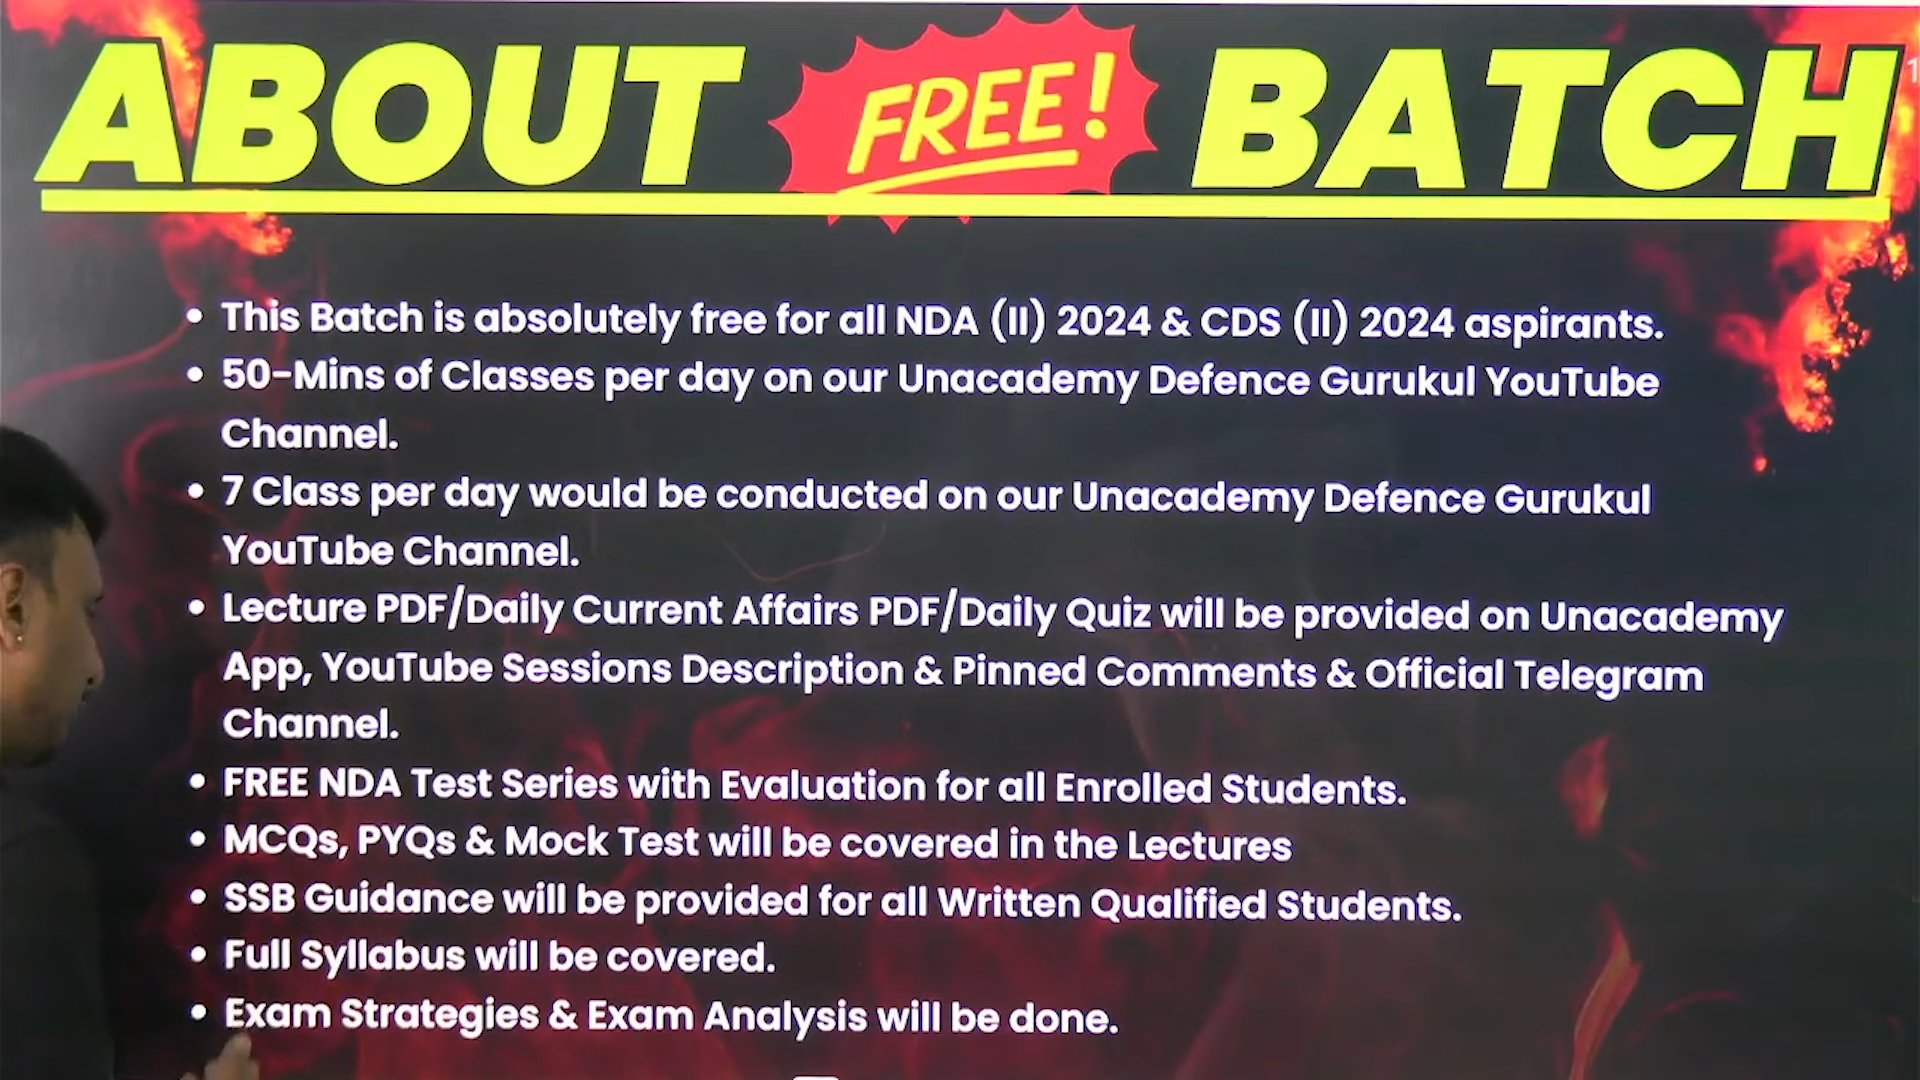 ABOUT FREE! BATCH
• This Batch is absolutely free for all NDA (II) 2024 & CDS (II) 2024 aspirants.
• 50-Mins of Classes per day on our Unacademy Defence Gurukul YouTube
Channel.
• 7 Class per day would be conducted on our Unacademy Defence Gurukul
YouTube Channel.
• Lecture PDF/Daily Current Affairs PDF/Daily Quiz will be provided on Unacademy
App, YouTube Sessions Description & Pinned Comments & Official Telegram
Channel.
• FREE NDA Test Series with Evaluation for all Enrolled Students.
• MCQs, PYQs & Mock Test will be covered in the Lectures
• SSB Guidance will be provided for all Written Qualified Students.
• Full Syllabus will be covered.
• Exam Strategies & Exam Analysis will be done.